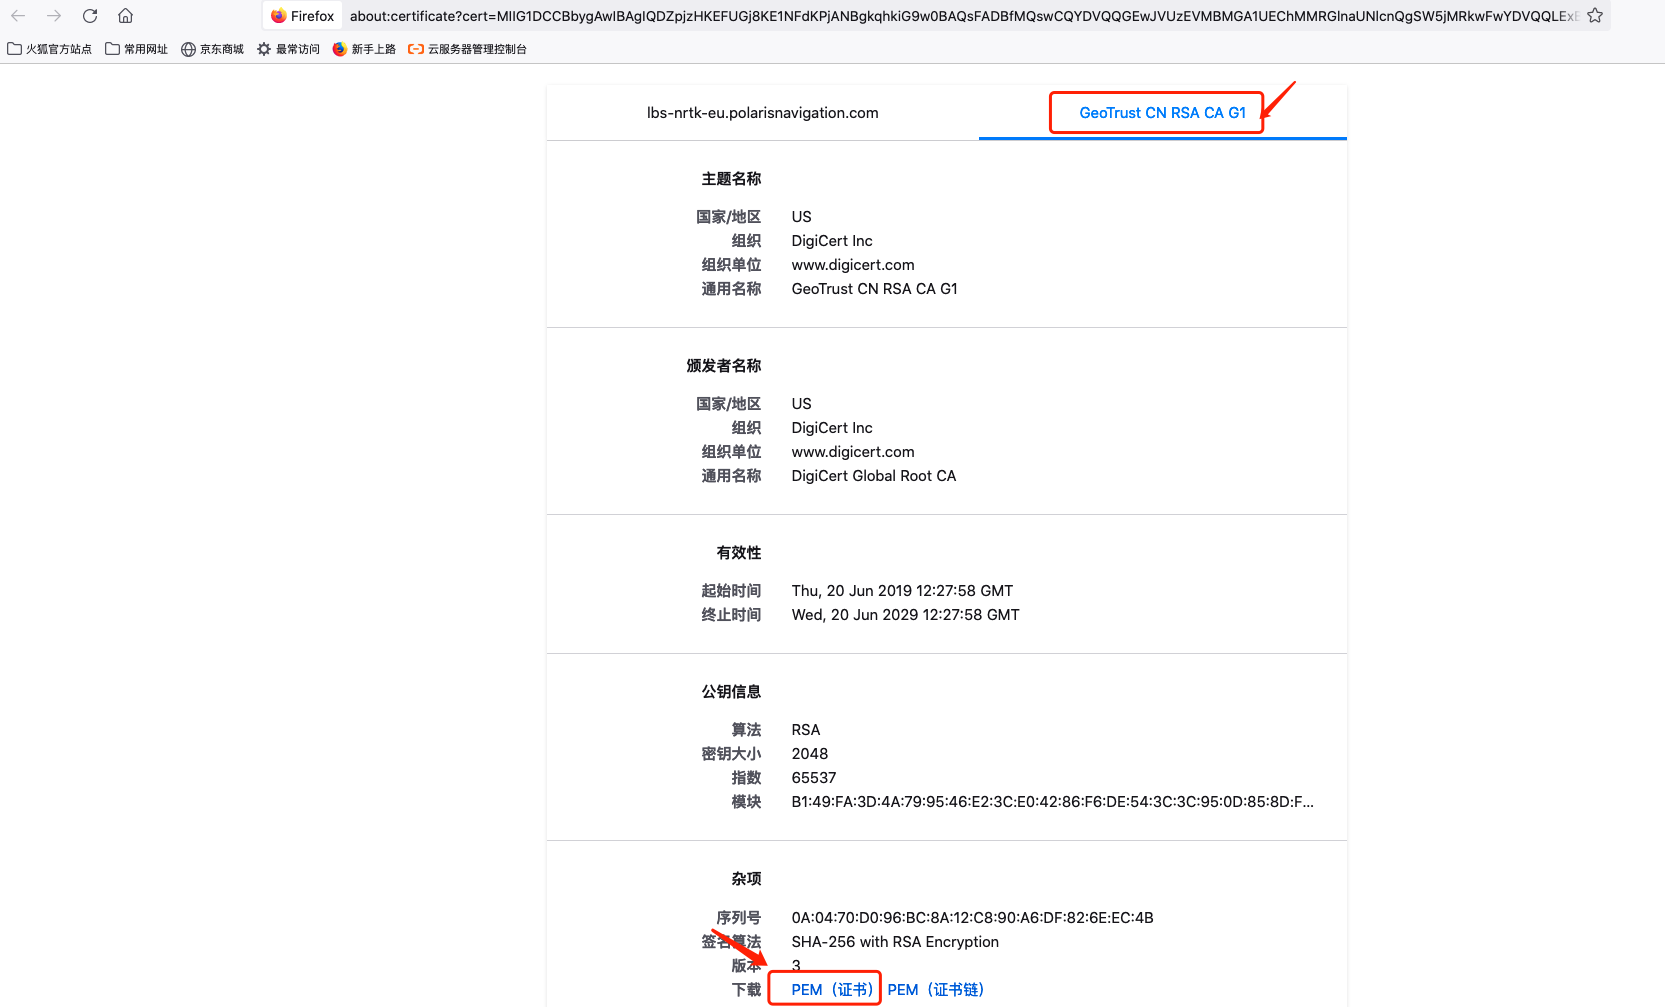 Firefox about:certificate?cert=MIIG1DCCBbygAwIBAgIQDZpjzHKEFUGj8KE1NFdKPjANBgkqhkiG9w0BAQsFADBfMQswCQYDVQQGEwJVUzEVMBMGA1UEChMMRGlnaUNlcnQgSW5jMRkwFwYDVQQLEx
火狐官方站点 常用网址 京东商城 最常访问 新手上路 云服务器管理控制台
lbs-nrtk-eu.polarisnavigation.com GeoTrust CN RSA CA G1
主题名称
国家/地区 US
组织 DigiCert Inc
组织单位 www.digicert.com
通用名称 GeoTrust CN RSA CA G1
颁发者名称
国家/地区 US
组织 DigiCert Inc
组织单位 www.digicert.com
通用名称 DigiCert Global Root CA
有效性
起始时间 Thu, 20 Jun 2019 12:27:58 GMT
终止时间 Wed, 20 Jun 2029 12:27:58 GMT
公钥信息
算法 RSA
密钥大小 2048
指数 65537
模块 B1:49:FA:3D:4A:79:95:46:E2:3C:E0:42:86:F6:DE:54:3C:3C:95:0D:85:8D:F...
杂项
序列号 0A:04:70:D0:96:BC:8A:12:C8:90:A6:DF:82:6E:EC:4B
签名算法 SHA-256 with RSA Encryption
版本 3
下载 PEM（证书） PEM（证书链）